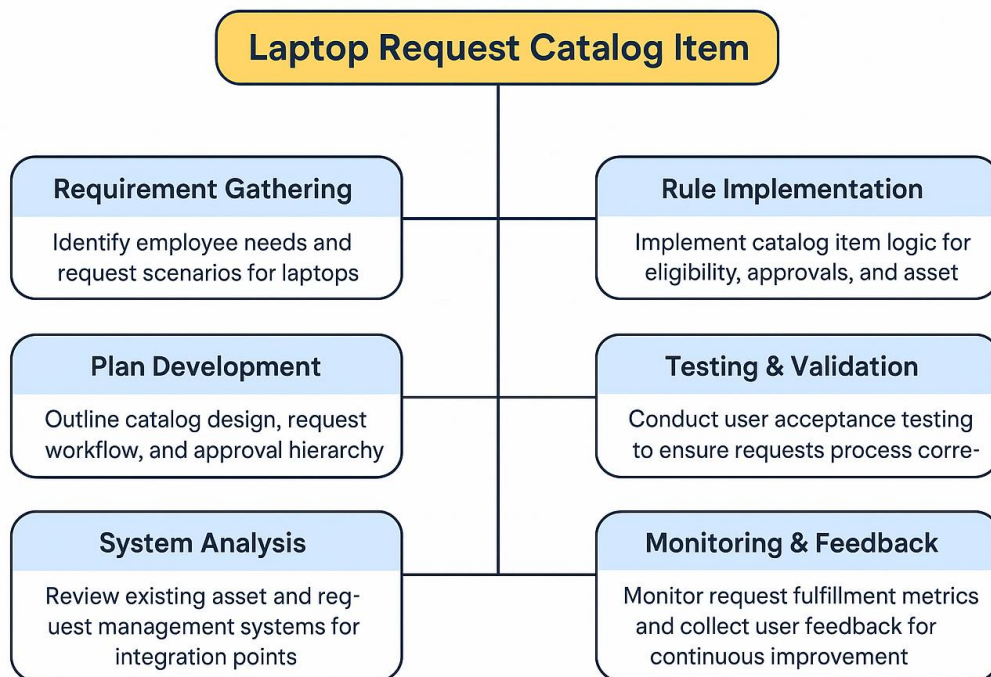 Laptop Request Catalog Item
Requirement Gathering
Identify employee needs and
request scenarios for laptops
Plan Development
Outline catalog design, request
workflow, and approval hierarchy
System Analysis
Review existing asset and req-
uest management systems for
integration points
Rule Implementation
Implement catalog item logic for
eligibility, approvals, and asset
Testing & Validation
Conduct user acceptance testing
to ensure requests process corre-
Monitoring & Feedback
Monitor request fulfillment metrics
and collect user feedback for
continuous improvement